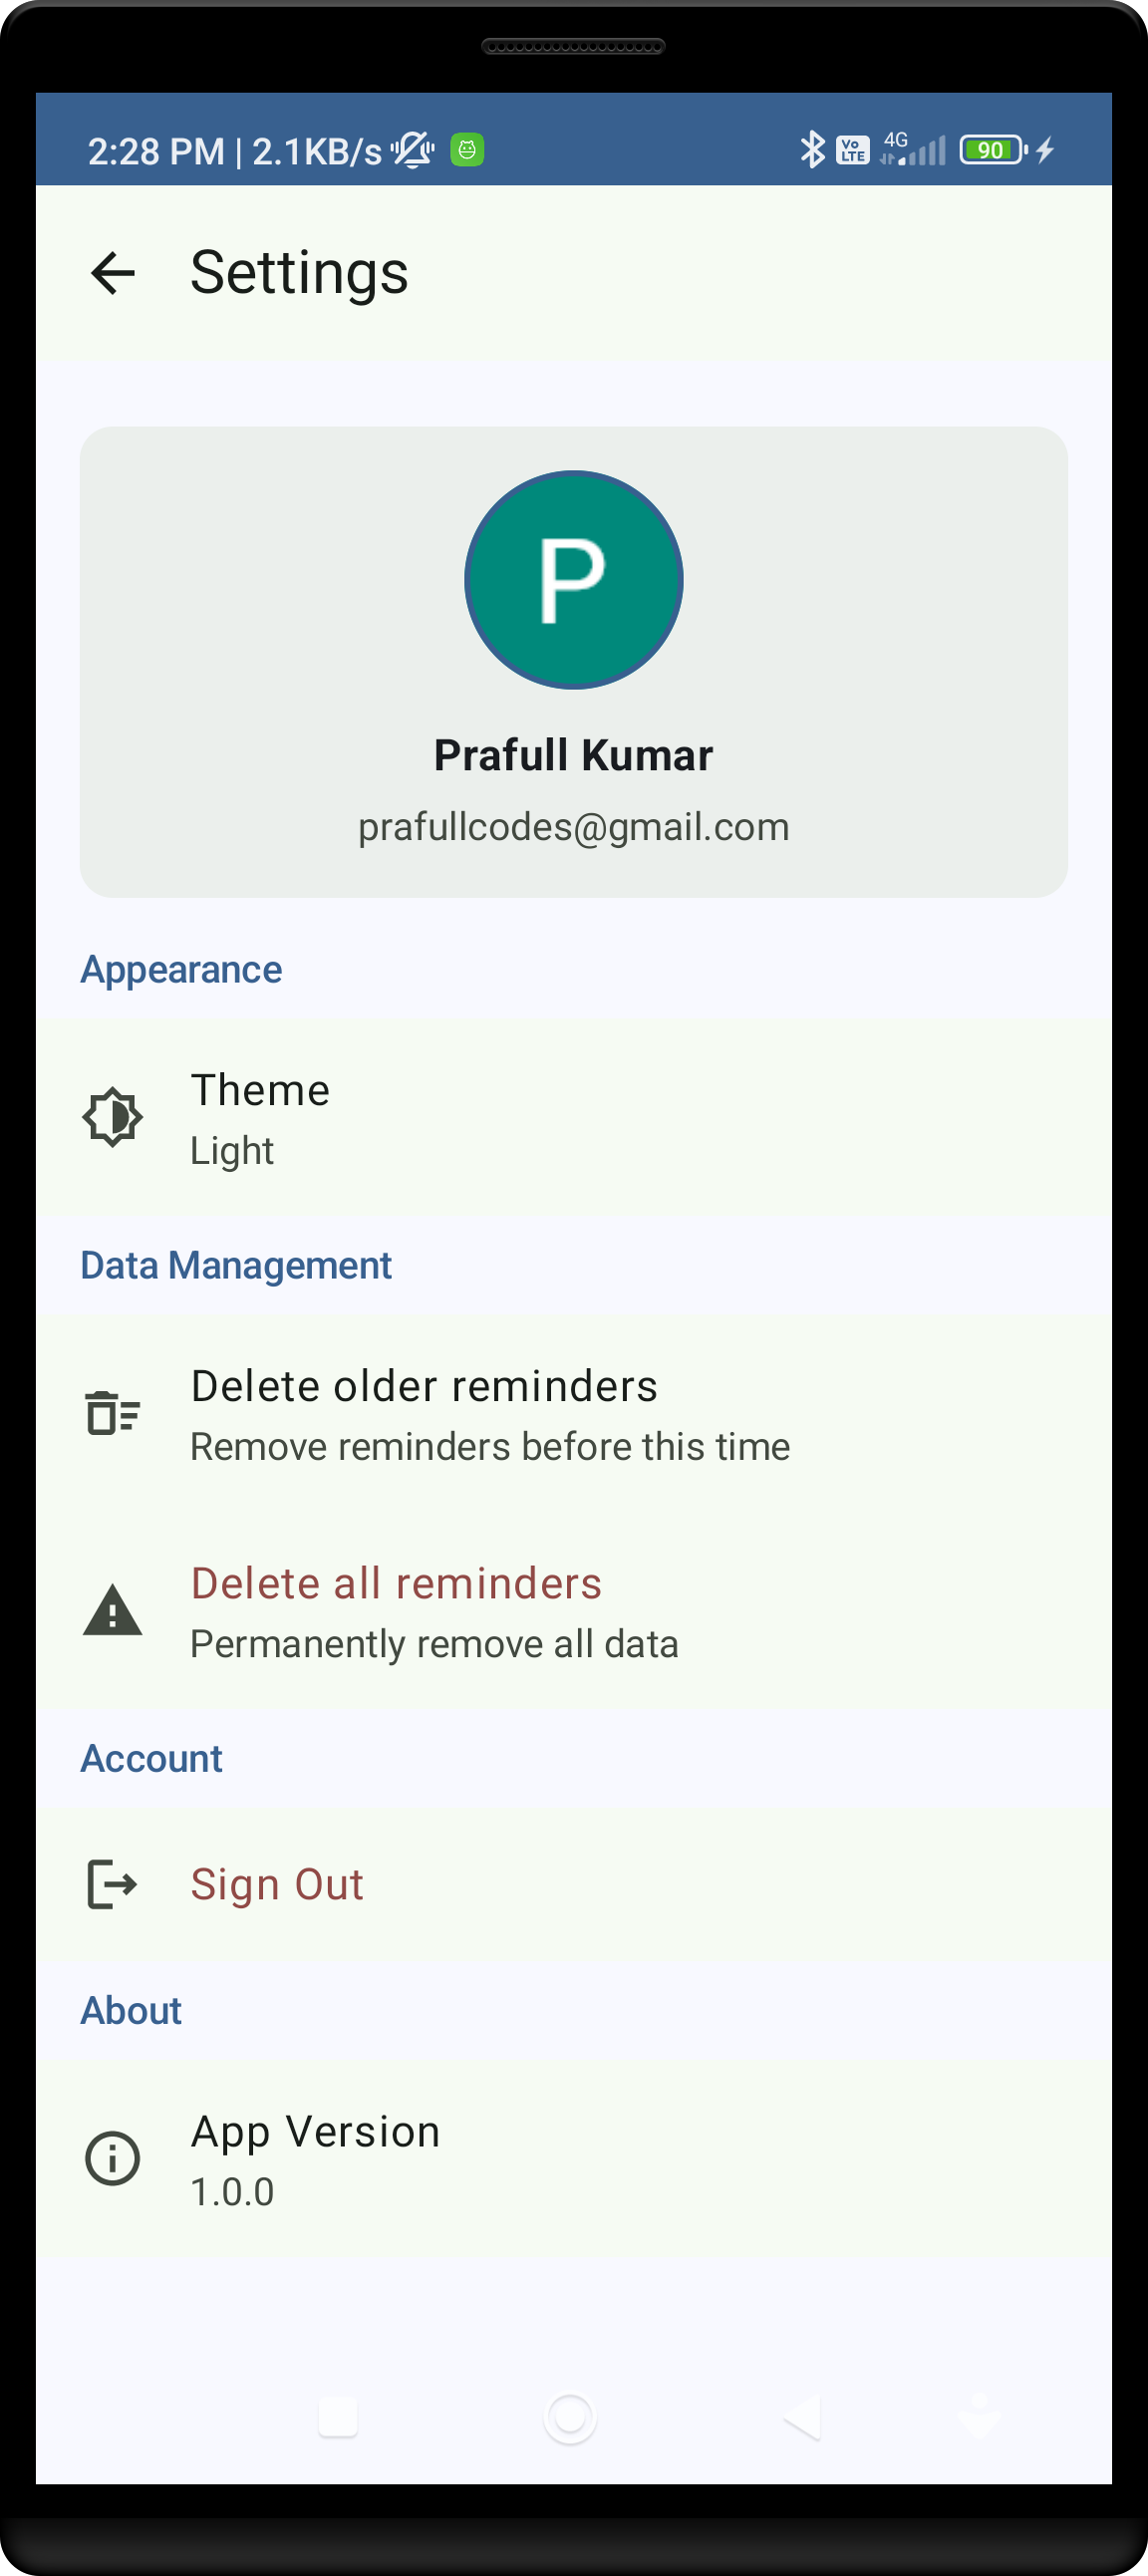 2:28 PM | 2.1KB/s Vo LTE 4G 90
Settings
P
Prafull Kumar
prafullcodes@gmail.com
Appearance
Theme
Light
Data Management
Delete older reminders
Remove reminders before this time
Delete all reminders
Permanently remove all data
Account
Sign Out
About
App Version
1.0.0